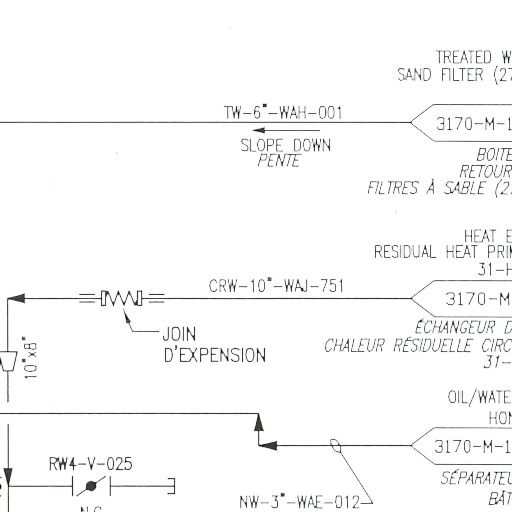 TREATED W
SAND FILTER (27
TW-6"-WAH-001
3170-M-1
SLOPE DOWN
PENTE
BOITE
RETOUR
FILTRES À SABLE (2
HEAT E
RESIDUAL HEAT PRI
31-H
CRW-10"-WAJ-751
3170-M
JOIN
D'EXPENSION
ÉCHANGEUR D
CHALEUR RÉSIDUELLE CIRC
31-
10"x8"
OIL/WATE
HON
3170-M-1
RW4-V-025
SÉPARATEU
BÂT
NW-3"-WAE-012